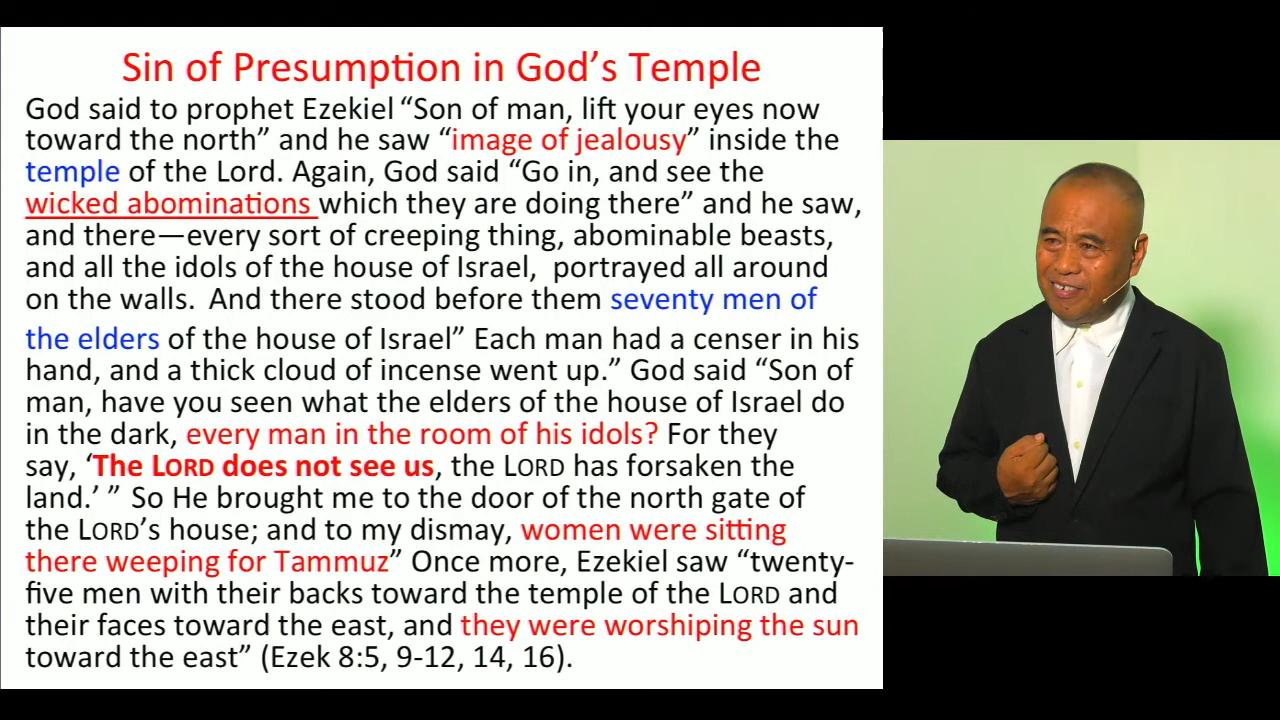 Sin of Presumption in God’s Temple
God said to prophet Ezekiel “Son of man, lift your eyes now
toward the north” and he saw “image of jealousy” inside the
temple of the Lord. Again, God said “Go in, and see the
wicked abominations which they are doing there” and he saw,
and there—every sort of creeping thing, abominable beasts,
and all the idols of the house of Israel, portrayed all around
on the walls. And there stood before them seventy men of
the elders of the house of Israel” Each man had a censer in his
hand, and a thick cloud of incense went up.” God said “Son of
man, have you seen what the elders of the house of Israel do
in the dark, every man in the room of his idols? For they
say, ‘The LORD does not see us, the LORD has forsaken the
land.’ ” So He brought me to the door of the north gate of
the LORD’s house; and to my dismay, women were sitting
there weeping for Tammuz” Once more, Ezekiel saw “twenty-
five men with their backs toward the temple of the LORD and
their faces toward the east, and they were worshiping the sun
toward the east” (Ezek 8:5, 9-12, 14, 16).